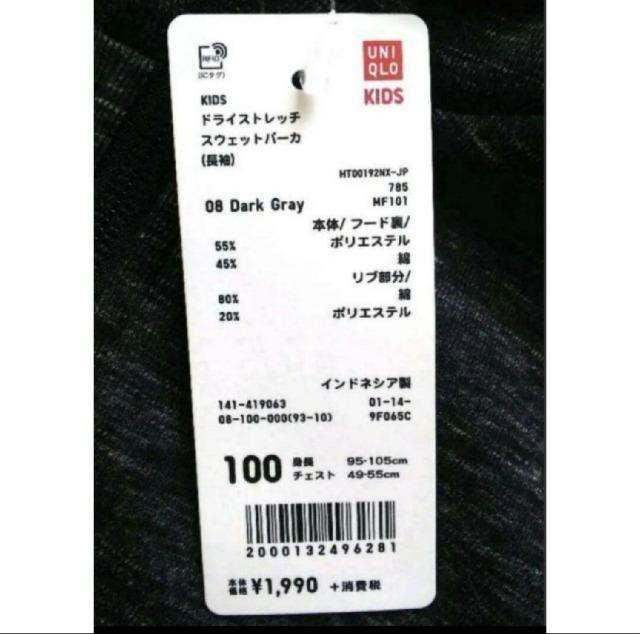 RFID
(ICタグ)
UNI
QLO
KIDS
KIDS
ドライストレッチ
スウェットパーカ
(長袖)
HT00192NX-JP
785
MF101
08 Dark Gray
本体/フード裏/
55% ポリエステル
45% 綿
リブ部分/
80% 綿
20% ポリエステル
インドネシア製
141-419063 01-14-
08-100-000(93-10) 9F065C
100 身長 95-105cm
チェスト 49-55cm
2000132496281
本体
価格 ¥1,990 +消費税